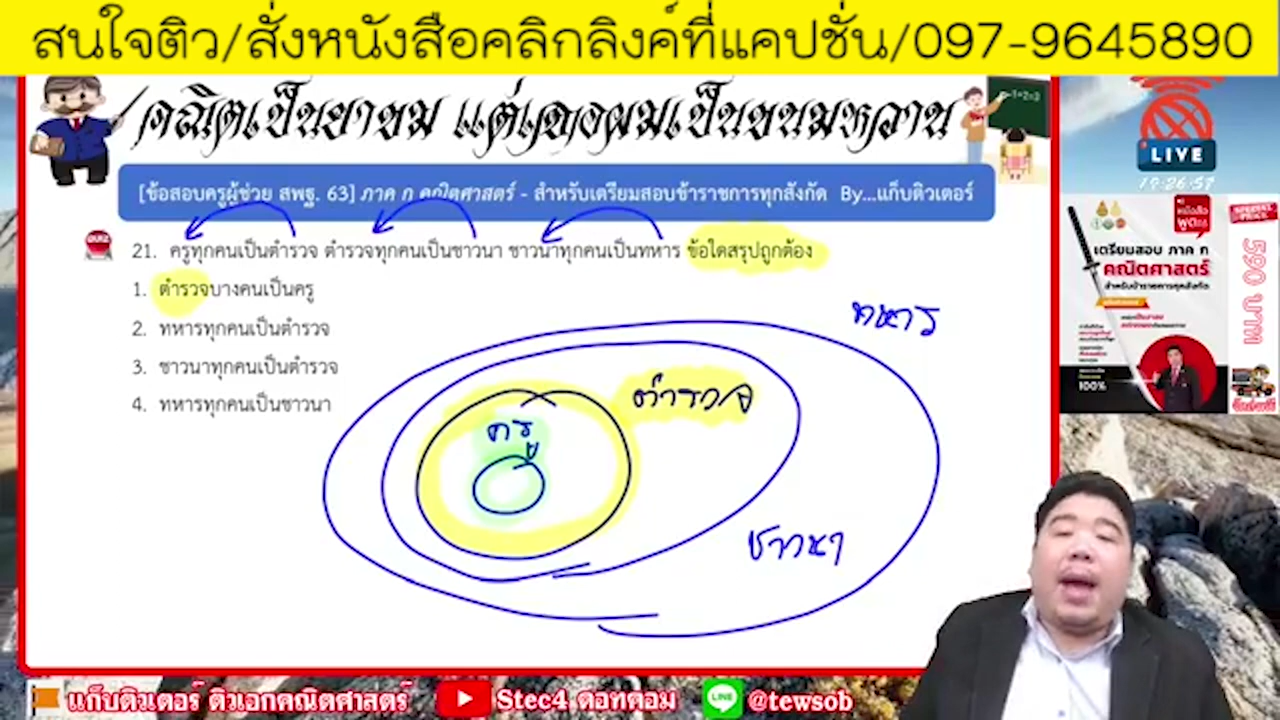 สนใจติว/สั่งหนังสือคลิกลิงค์ที่แคปชั่น/097-9645890
คณิตเป็นยาขม แต่เขาของผมเป็นขนมหวาน
LIVE
[ข้อสอบครูผู้ช่วย สพฐ. 63] ภาค ก คณิตศาสตร์ - สำหรับเตรียมสอบข้าราชการทุกสังกัด By...แก็บติวเตอร์
QUIZ
21. ครูทุกคนเป็นตำรวจ ตำรวจทุกคนเป็นชาวนา ชาวนาทุกคนเป็นทหาร ข้อใดสรุปถูกต้อง
1. ตำรวจบางคนเป็นครู
2. ทหารทุกคนเป็นตำรวจ
3. ชาวนาทุกคนเป็นตำรวจ
4. ทหารทุกคนเป็นชาวนา
ทหาร
ตำรวจ
ครู
ชาวนา
SPECIAL PRICE
590 บาท
เตรียมสอบ ภาค ก
คณิตศาสตร์
100%
แก็บติวเตอร์ ติวเอกคณิตศาสตร์
Stec4 ดอทคอม
LINE
@tewsob